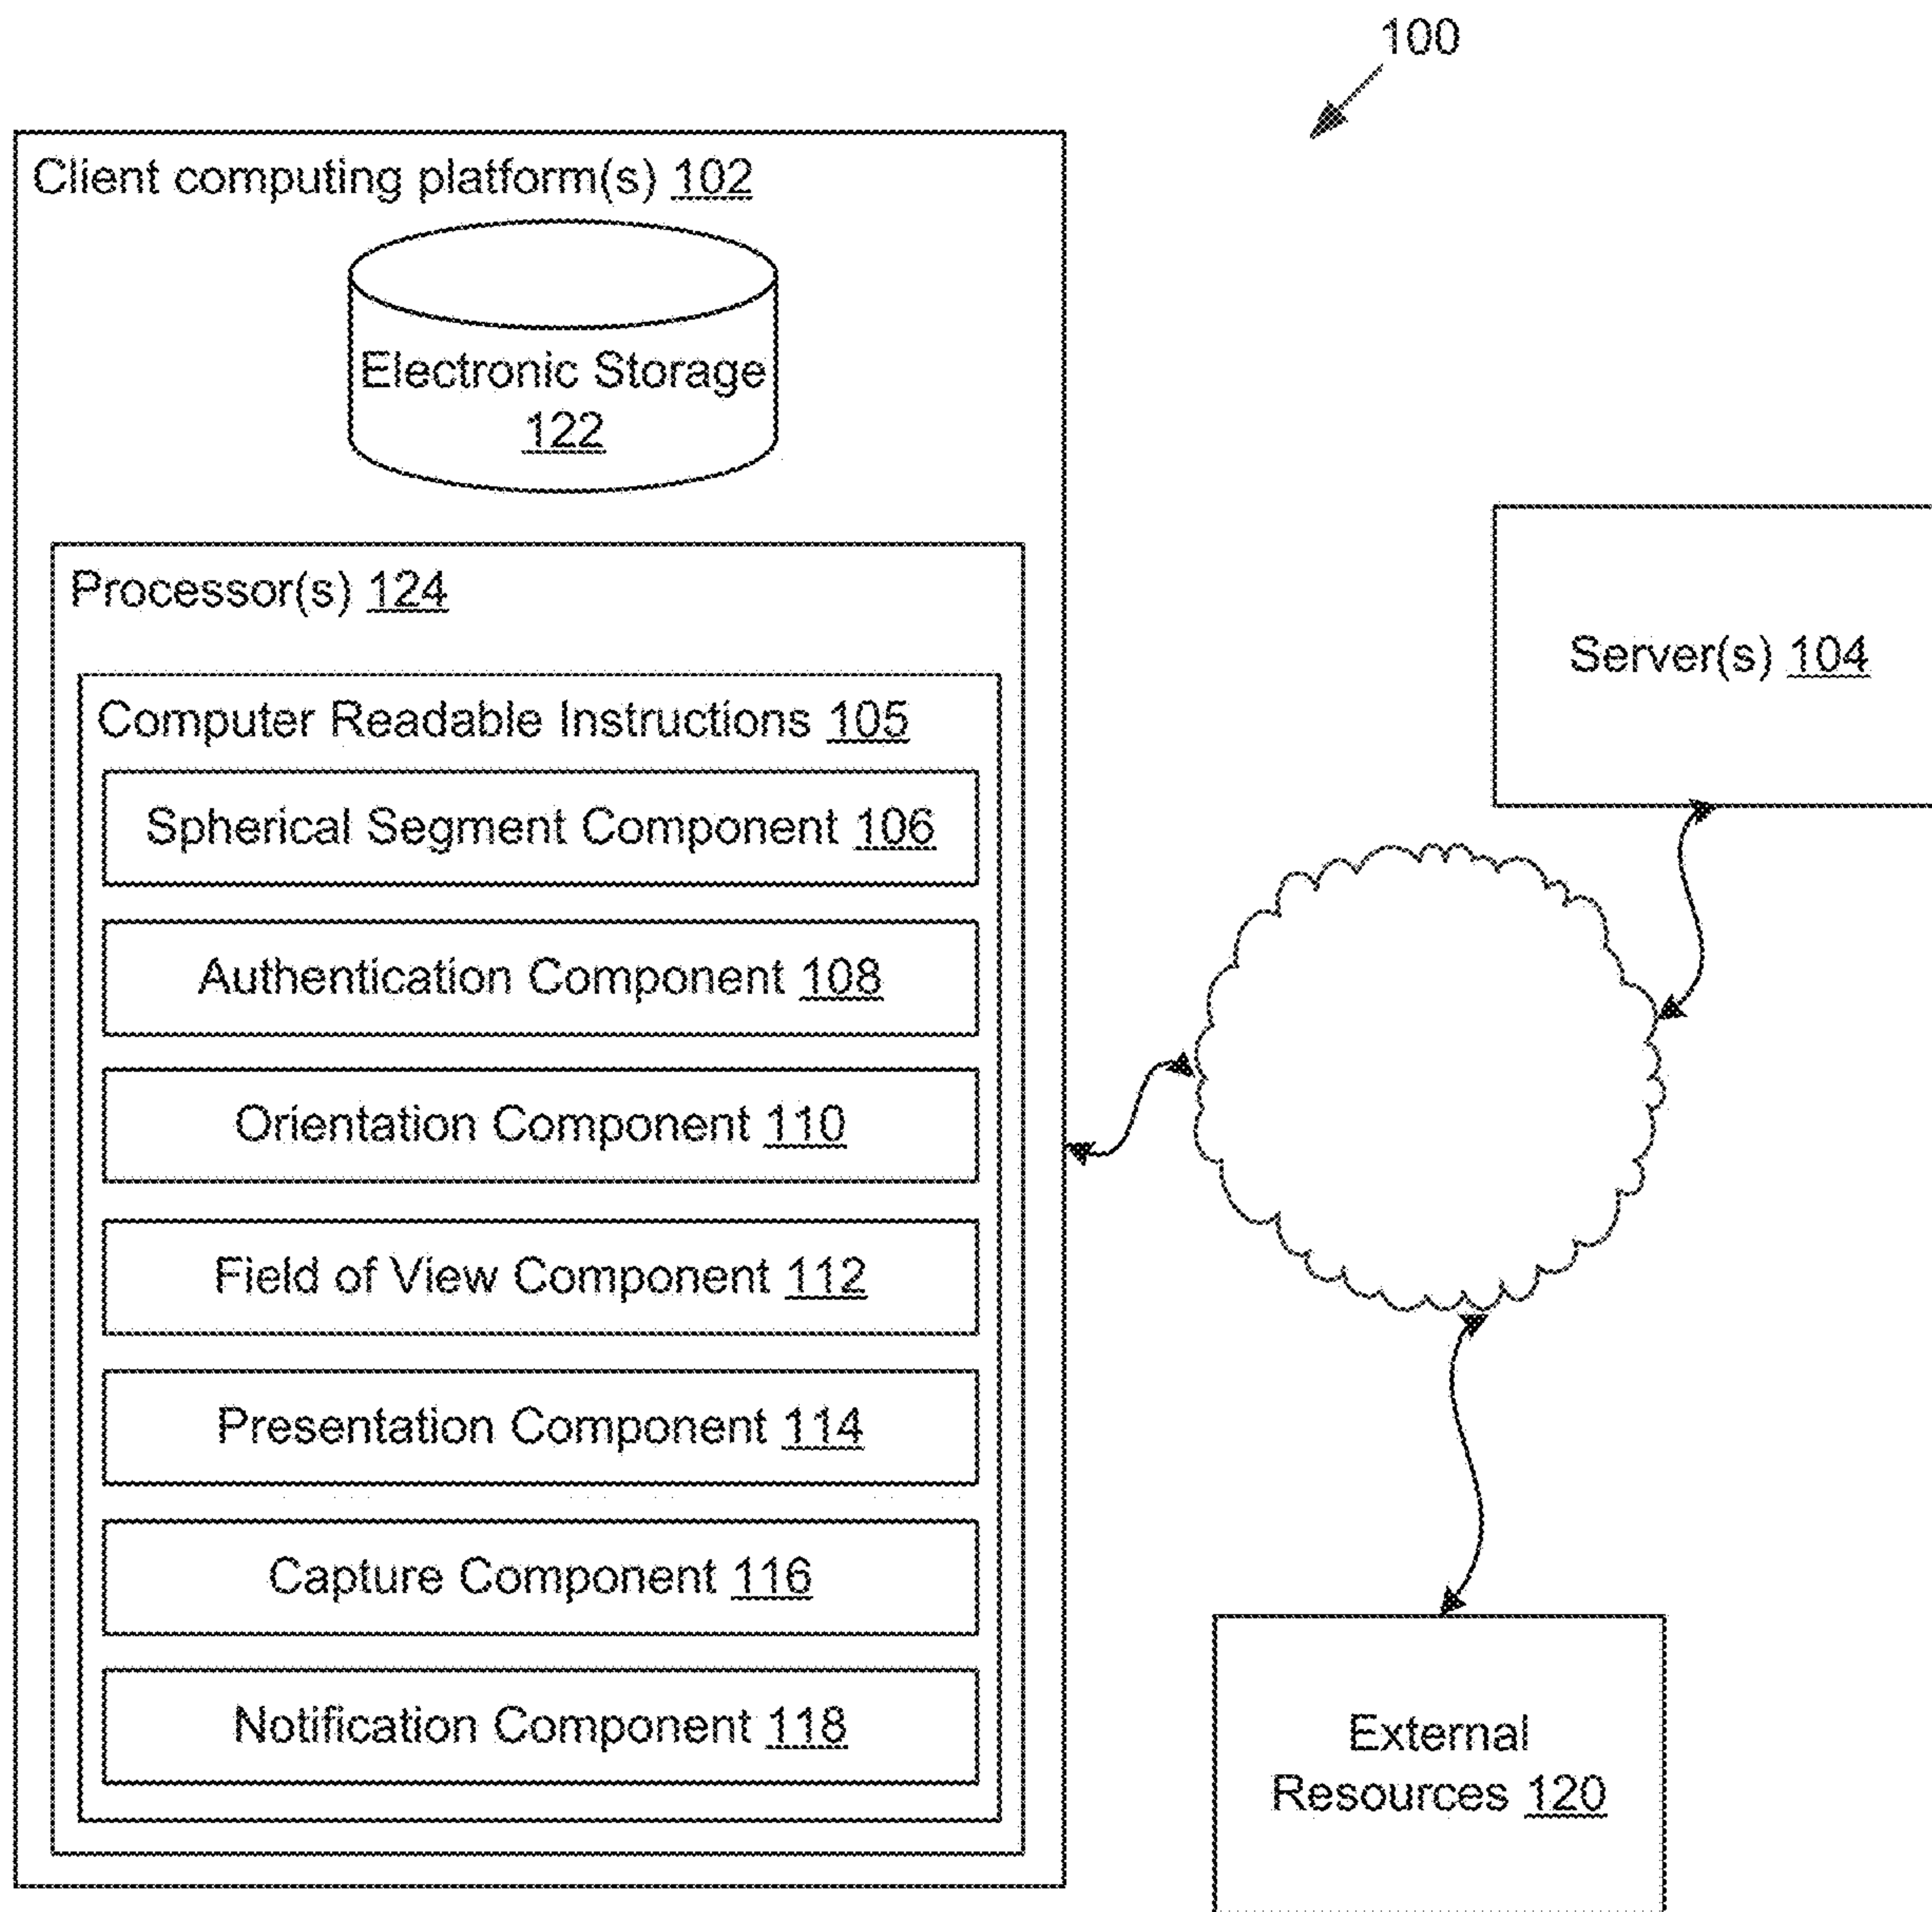 100
Client computing platform(s) 102
Electronic Storage
122
Processor(s) 124
Computer Readable Instructions 105
Spherical Segment Component 106
Authentication Component 108
Orientation Component 110
Field of View Component 112
Presentation Component 114
Capture Component 116
Notification Component 118
Server(s) 104
External
Resources 120